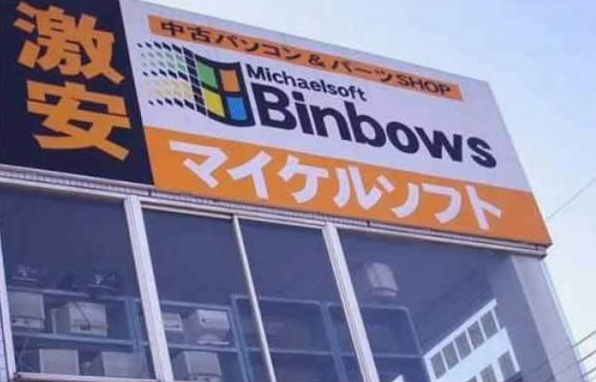 激安
中古パソコン&パーツSHOP
Michaelsoft
Binbows
マイケルソフト